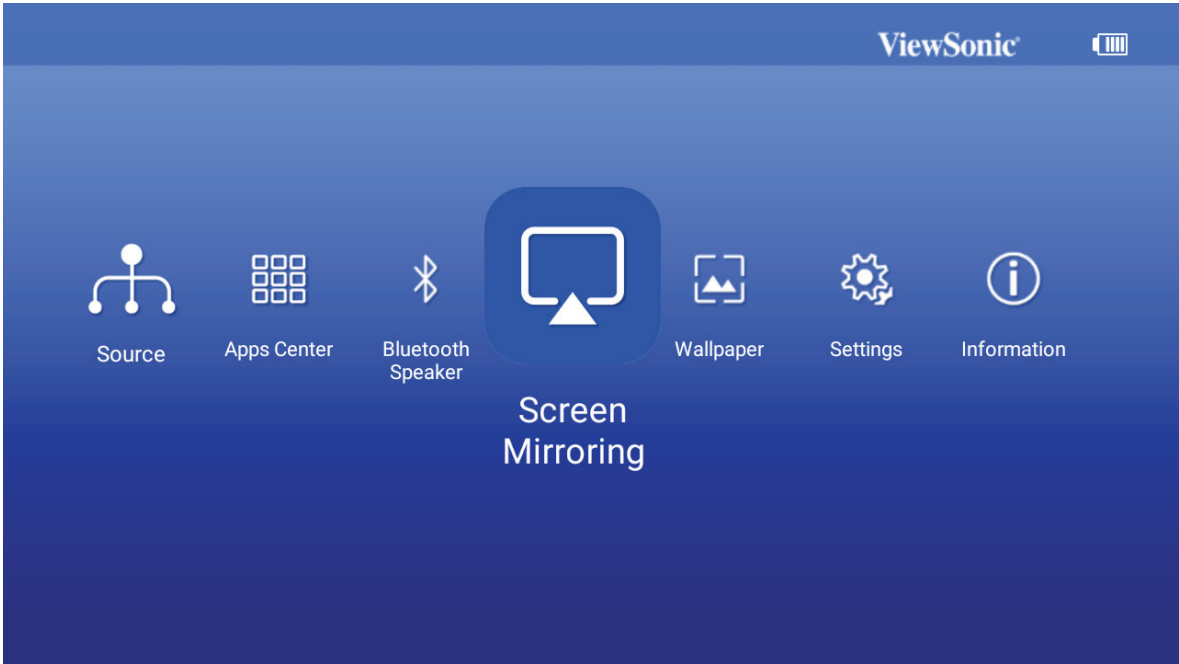 ViewSonic
Source
Apps Center
Bluetooth
Speaker
Screen
Mirroring
Wallpaper
Settings
Information